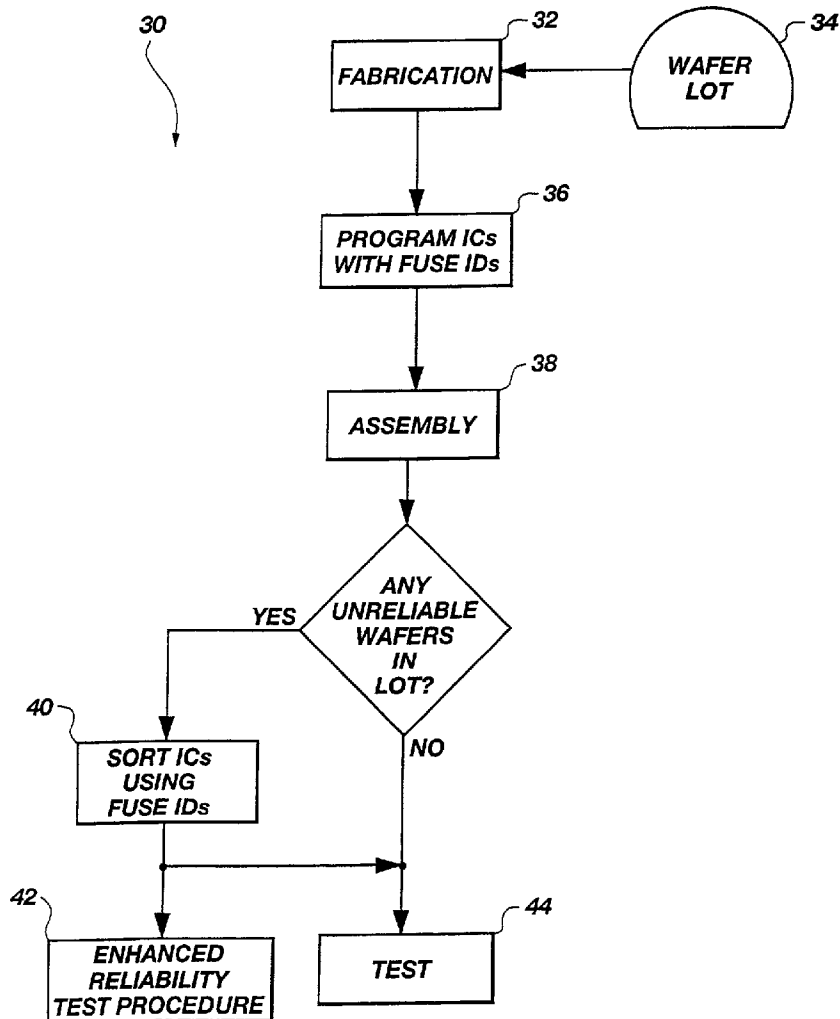 30
32
34
FABRICATION
WAFER
LOT
36
PROGRAM ICs
WITH FUSE IDs
38
ASSEMBLY
ANY
UNRELIABLE
WAFERS
IN
LOT?
YES
NO
40
SORT ICs
USING
FUSE IDs
42
44
ENHANCED
RELIABILITY
TEST PROCEDURE
TEST